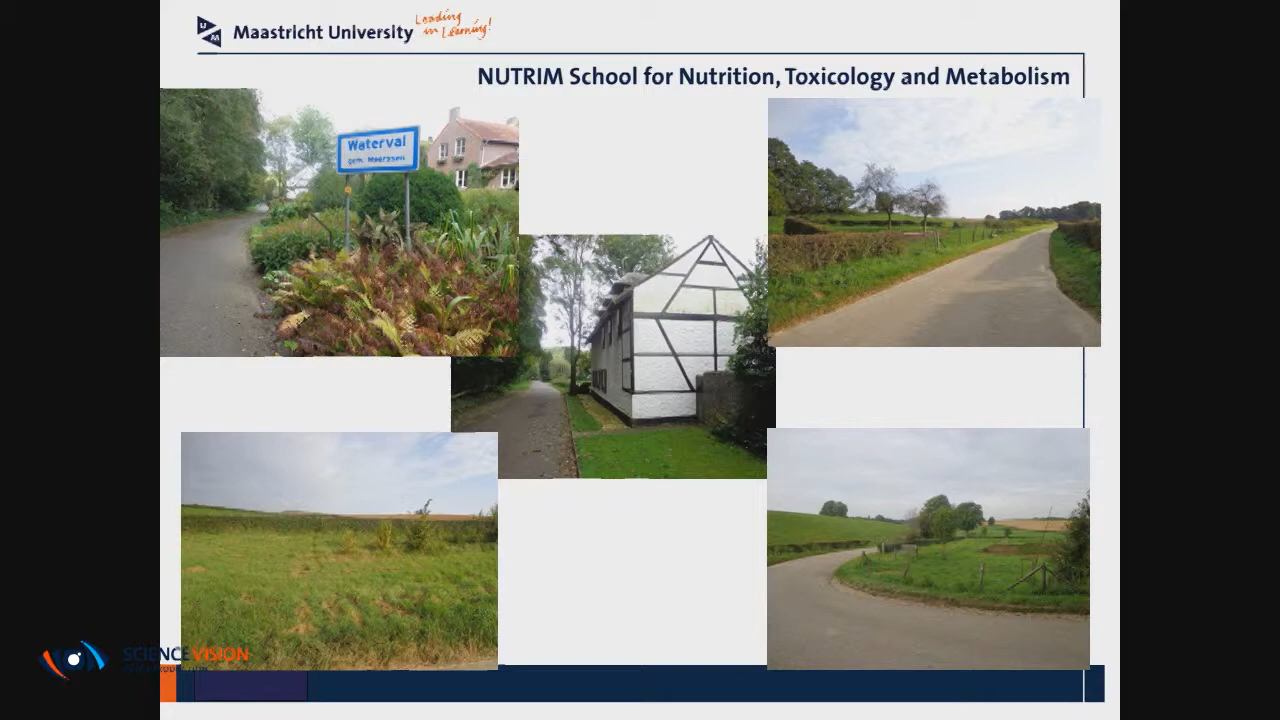 Maastricht University
Leading
in Learning!
NUTRIM School for Nutrition, Toxicology and Metabolism
Waterval
gem. Meerssen
SCIENCE VISION